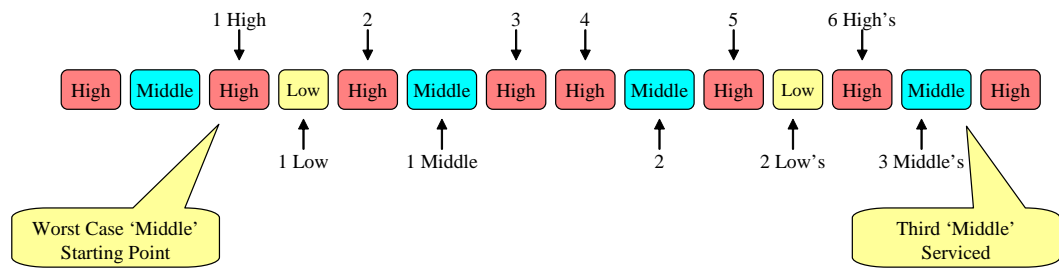 1 High 2 3 4 5 6 High's
High Middle High Low High Middle High High Middle High Low High Middle High
1 Low 1 Middle 2 2 Low's 3 Middle's
Worst Case ‘Middle’
Starting Point
Third ‘Middle’
Serviced